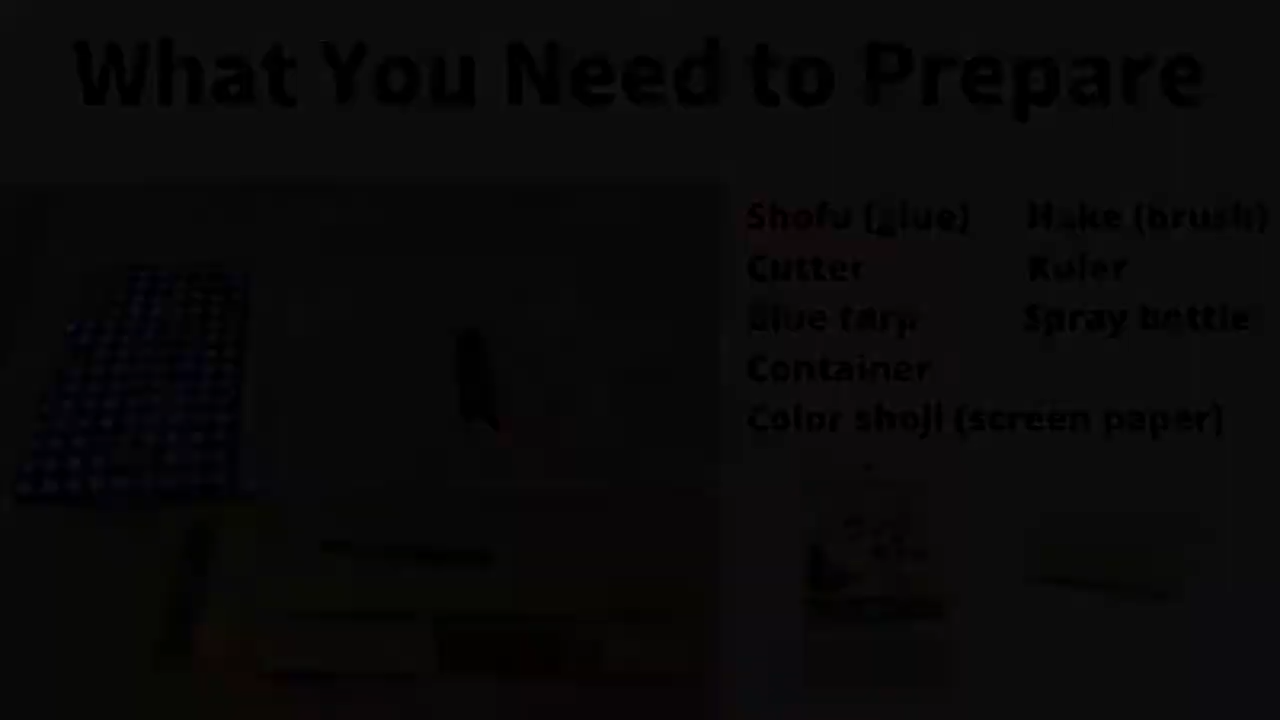 What You Need to Prepare
Shofu (glue) Hake (brush)
Cutter Ruler
Blue tarp Spray bottle
Container
Color shoji (screen paper)